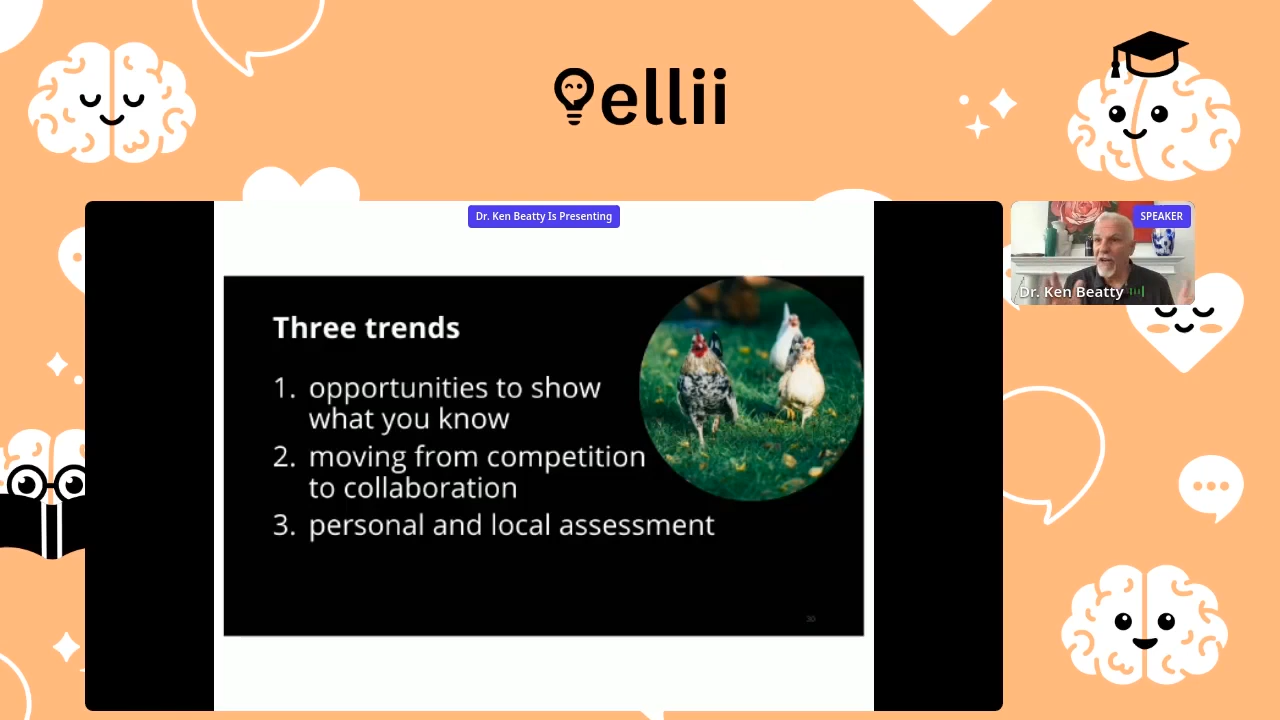 ellii
Dr. Ken Beatty Is Presenting
SPEAKER
Dr. Ken Beatty
Three trends
1. opportunities to show
what you know
2. moving from competition
to collaboration
3. personal and local assessment